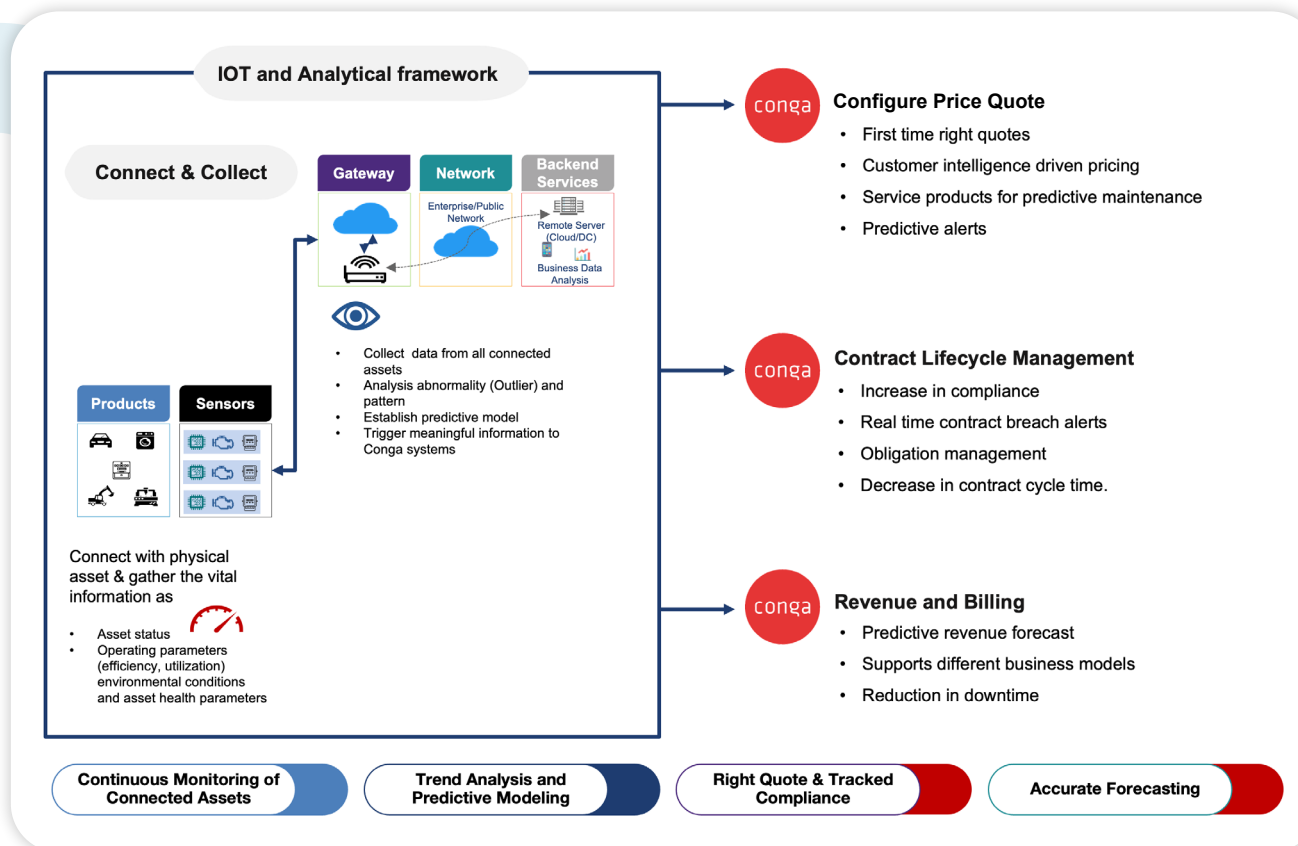 IOT and Analytical framework
Connect & Collect
Gateway
Network
Backend
Services
Enterprise/Public
Network
Remote Server
(Cloud/DC)
Business Data
Analysis
• Collect data from all connected
assets
• Analysis abnormality (Outlier) and
pattern
• Establish predictive model
• Trigger meaningful information to
Conga systems
Products
Sensors
Connect with physical
asset & gather the vital
information as
• Asset status
• Operating parameters
(efficiency, utilization)
environmental conditions
and asset health parameters
conga
Configure Price Quote
• First time right quotes
• Customer intelligence driven pricing
• Service products for predictive maintenance
• Predictive alerts
conga
Contract Lifecycle Management
• Increase in compliance
• Real time contract breach alerts
• Obligation management
• Decrease in contract cycle time.
conga
Revenue and Billing
• Predictive revenue forecast
• Supports different business models
• Reduction in downtime
Continuous Monitoring of
Connected Assets
Trend Analysis and
Predictive Modeling
Right Quote & Tracked
Compliance
Accurate Forecasting